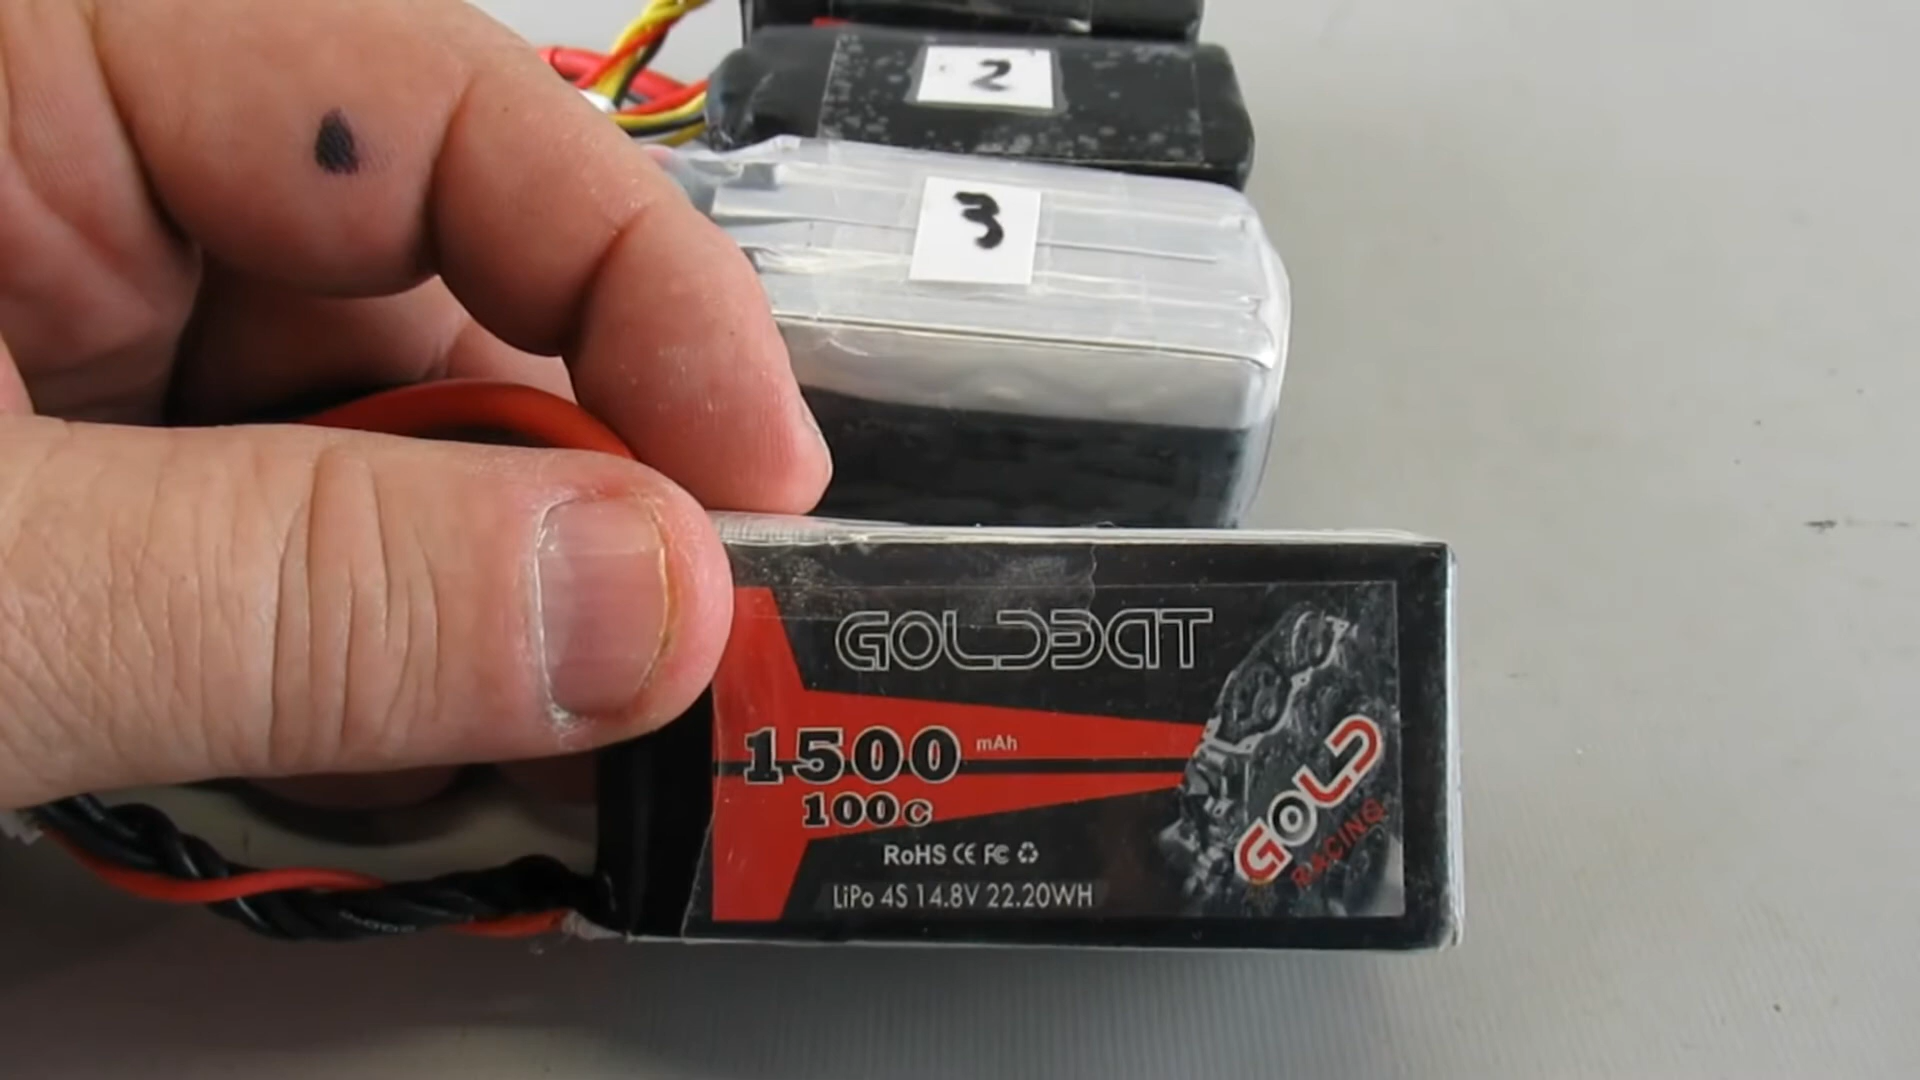 2
3
GOLDBAT
1500 mAh
100c
RoHS CE FC
LiPo 4S 14.8V 22.20WH
GOLD
RACING